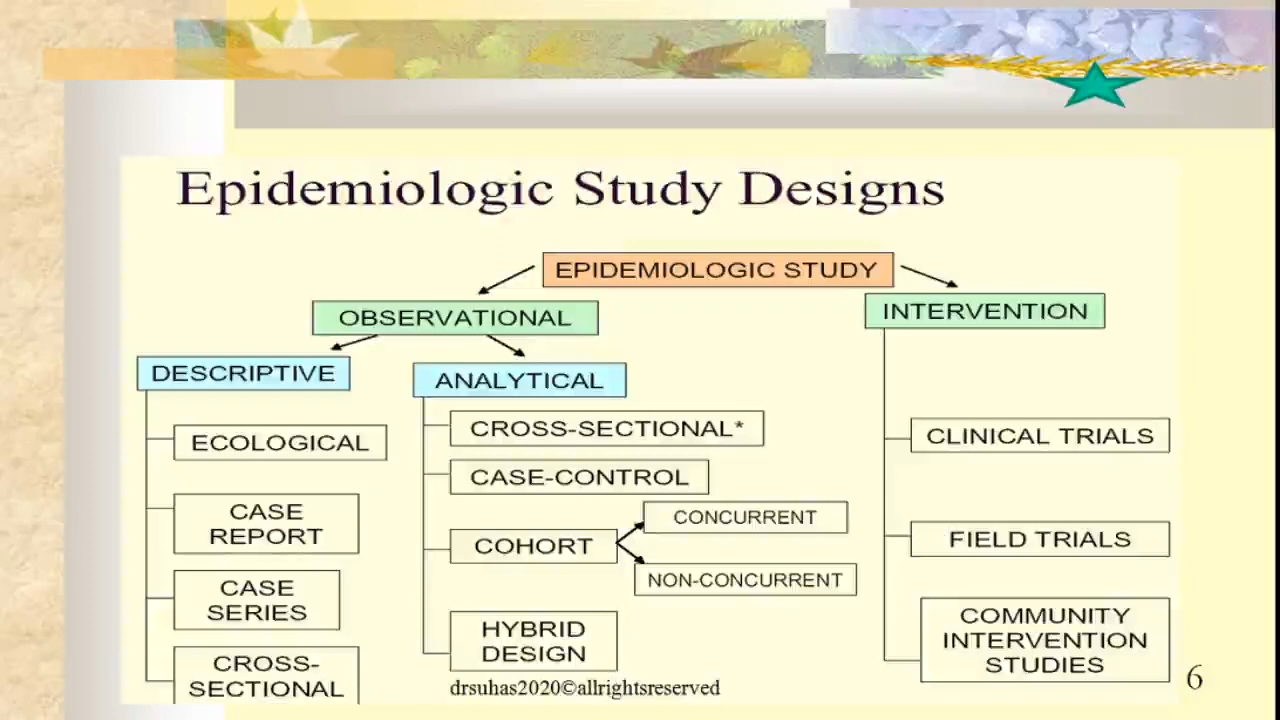 Epidemiologic Study Designs
EPIDEMIOLOGIC STUDY
OBSERVATIONAL
INTERVENTION
DESCRIPTIVE
ANALYTICAL
ECOLOGICAL
CASE
REPORT
CASE
SERIES
CROSS-
SECTIONAL
CROSS-SECTIONAL*
CASE-CONTROL
COHORT
CONCURRENT
NON-CONCURRENT
HYBRID
DESIGN
CLINICAL TRIALS
FIELD TRIALS
COMMUNITY
INTERVENTION
STUDIES
drsuhas2020©allrightsreserved
6